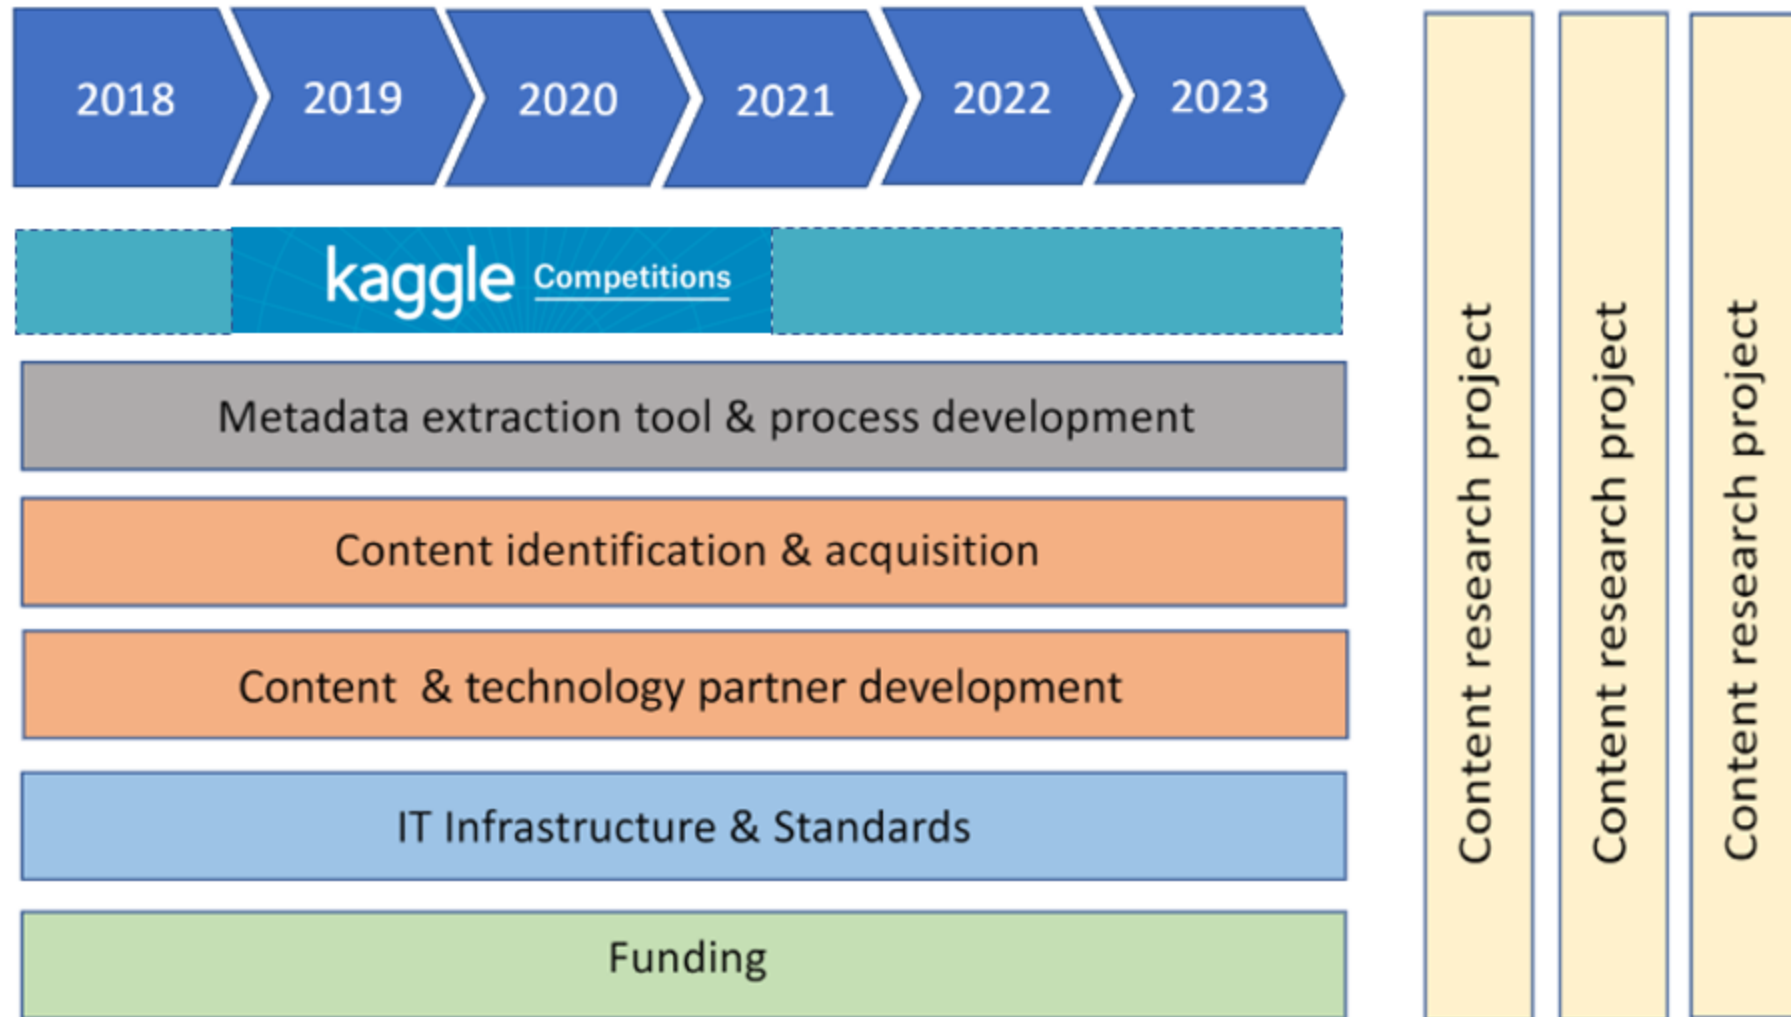 2018 2019 2020 2021 2022 2023
kaggle Competitions
Metadata extraction tool & process development
Content identification & acquisition
Content & technology partner development
IT Infrastructure & Standards
Funding
Content research project
Content research project
Content research project